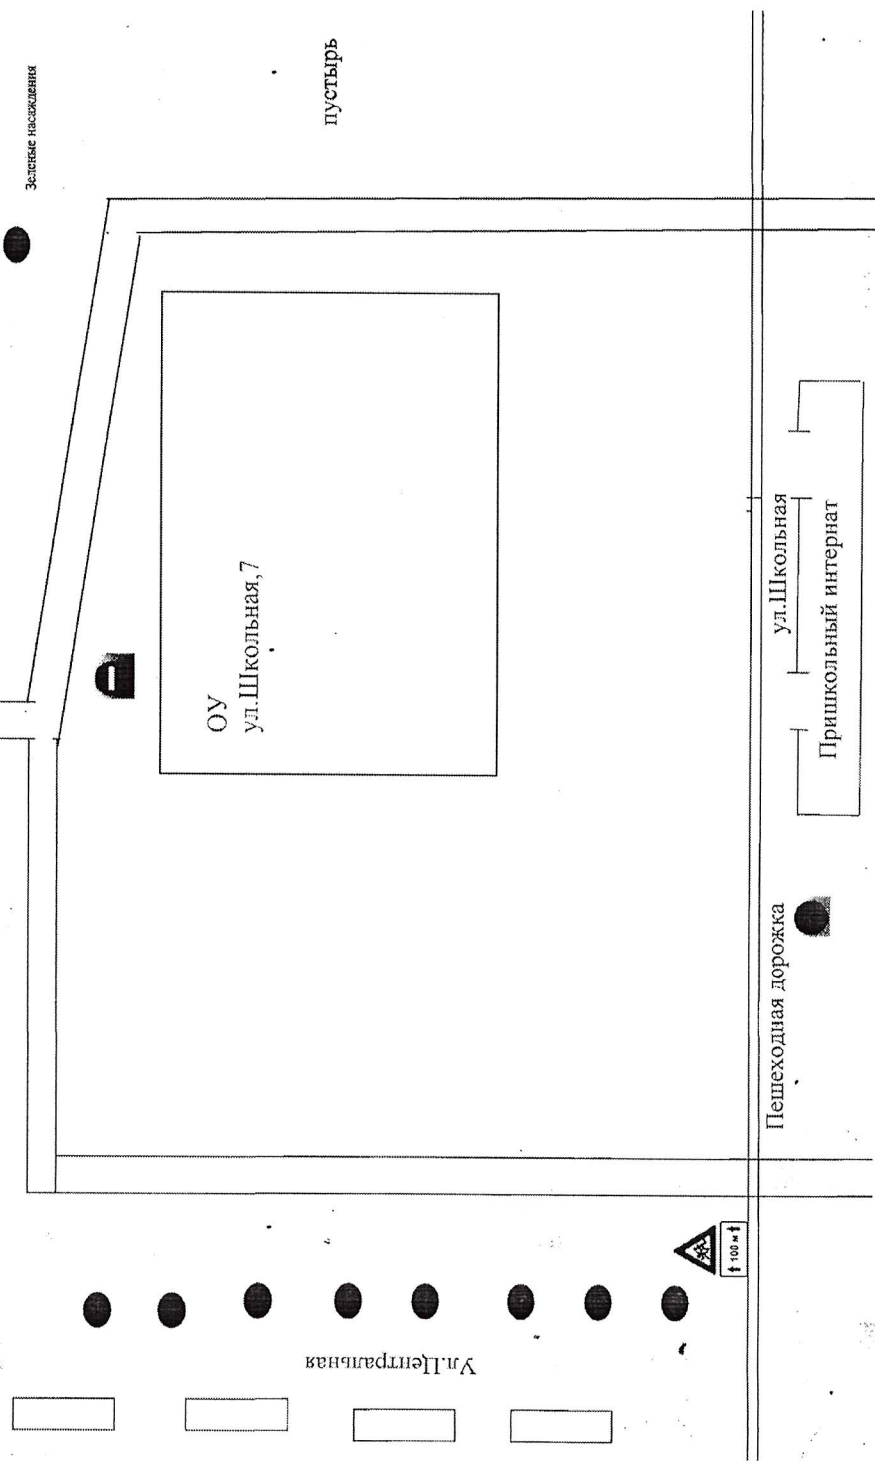 Зеленые насаждения
пустырь
ОУ
ул.Школьная,7
ул.Школьная
Пришкольный интернат
Пешеходная дорожка
100 м
Ул.Центральная